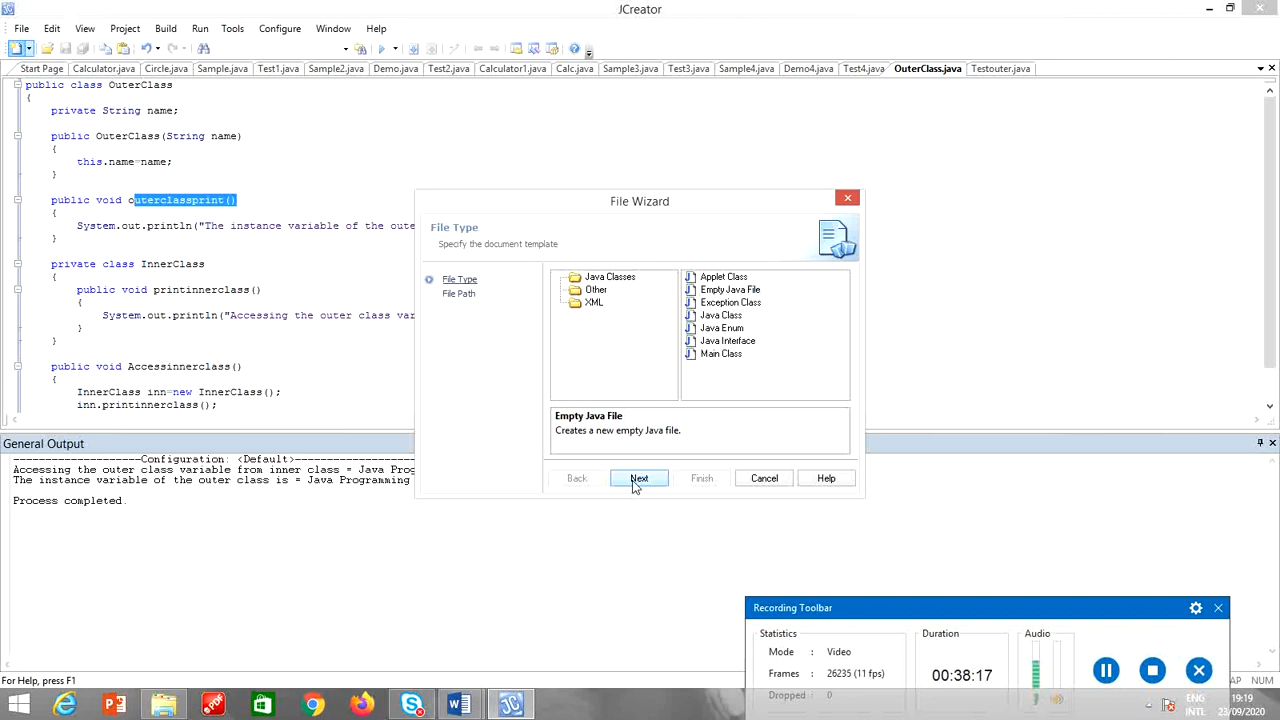 JCreator
File Edit View Project Build Run Tools Configure Window Help
Start Page Calculator.java Circle.java Sample.java Test1.java Sample2.java Demo.java Test2.java Calculator1.java Calc.java Sample3.java Test3.java Sample4.java Demo4.java Test4.java OuterClass.java Testouter.java
public class OuterClass
{
private String name;
public OuterClass(String name)
{
this.name=name;
}
public void outerclassprint()
{
System.out.println("The instance variable of the oute
}
private class InnerClass
{
public void printinnerclass()
{
System.out.println("Accessing the outer class var
}
}
public void Accessinnerclass()
{
InnerClass inn=new InnerClass();
inn.printinnerclass();
File Wizard
File Type
Specify the document template
File Type
File Path
Java Classes
Other
XML
Applet Class
Empty Java File
Exception Class
Java Class
Java Enum
Java Interface
Main Class
Empty Java File
Creates a new empty Java file.
Back Next Finish Cancel Help
General Output
--------------------Configuration: <Default>--------------------
Accessing the outer class variable from inner class = Java Prog
The instance variable of the outer class is = Java Programming
Process completed.
Recording Toolbar
Statistics
Mode : Video
Frames : 26235 (11 fps)
Dropped : 0
Duration
00:38:17
Audio
For Help, press F1
AP NUM
ENG
INTL
19:19
23/09/2020